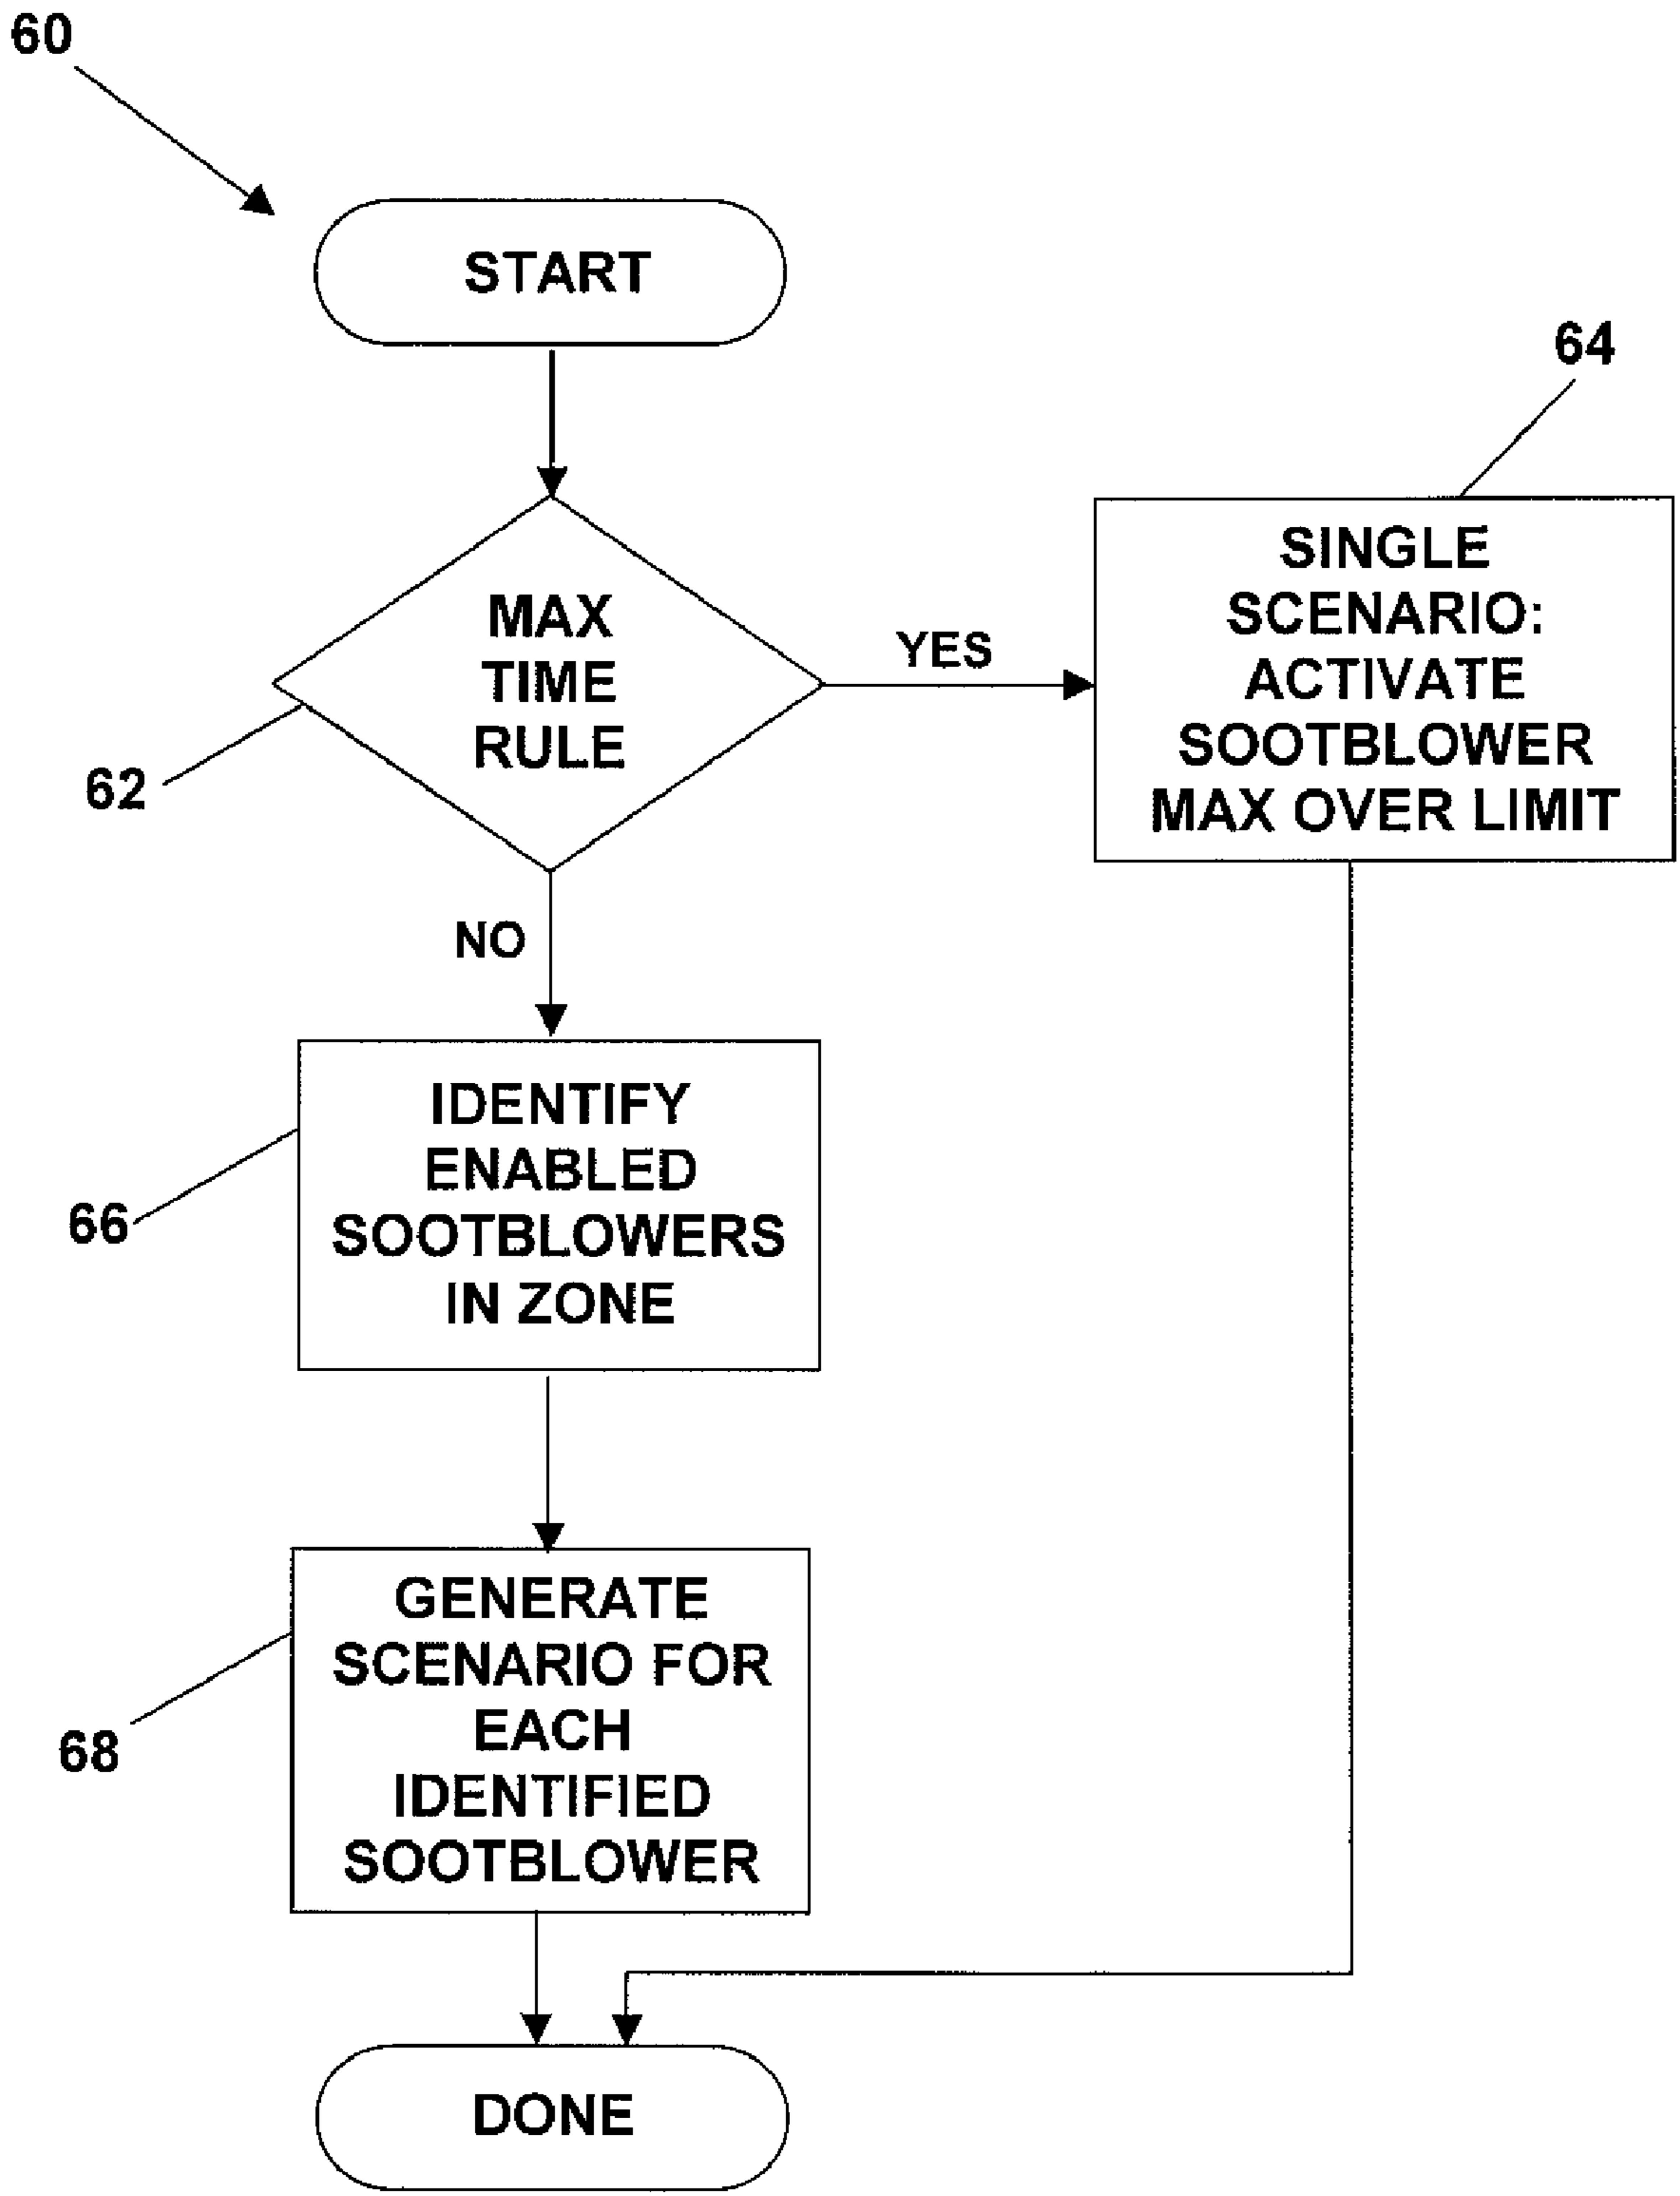 60
START
64
MAX
TIME
RULE
YES
SINGLE
SCENARIO:
ACTIVATE
SOOTBLOWER
MAX OVER LIMIT
62
NO
IDENTIFY
ENABLED
SOOTBLOWERS
IN ZONE
66
GENERATE
SCENARIO FOR
EACH
IDENTIFIED
SOOTBLOWER
68
DONE